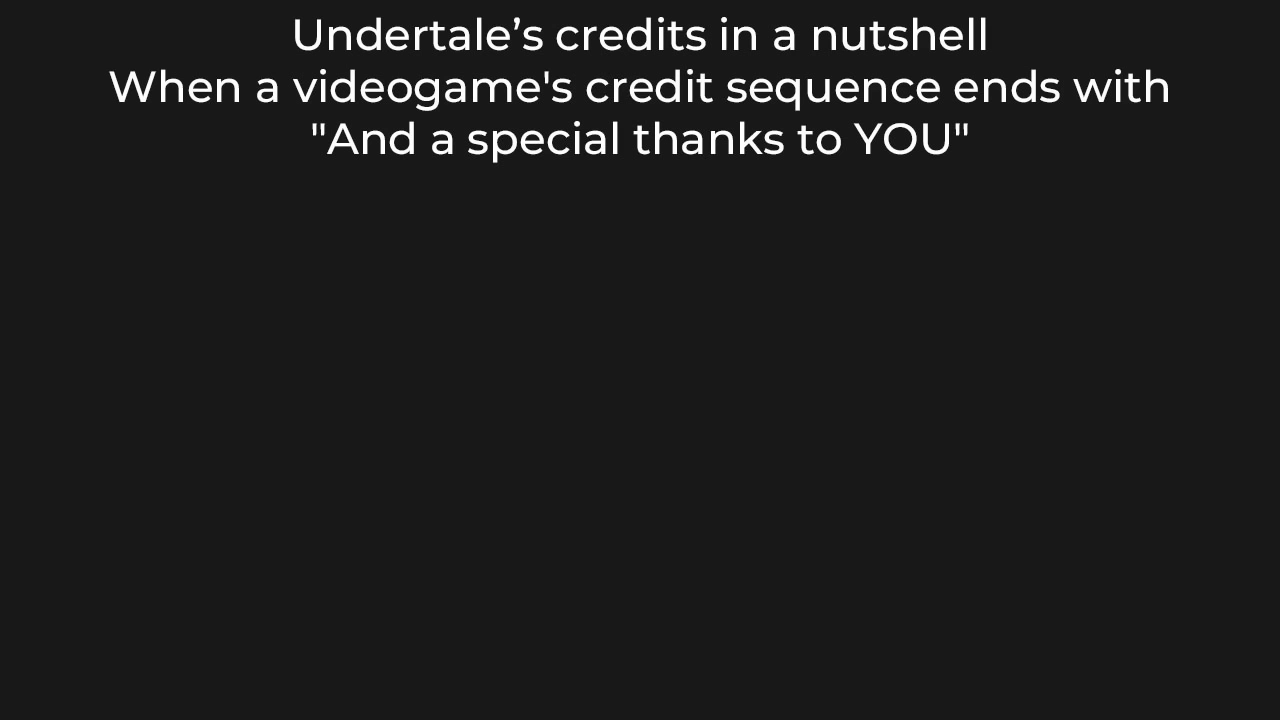 Undertale’s credits in a nutshell
When a videogame's credit sequence ends with
"And a special thanks to YOU"